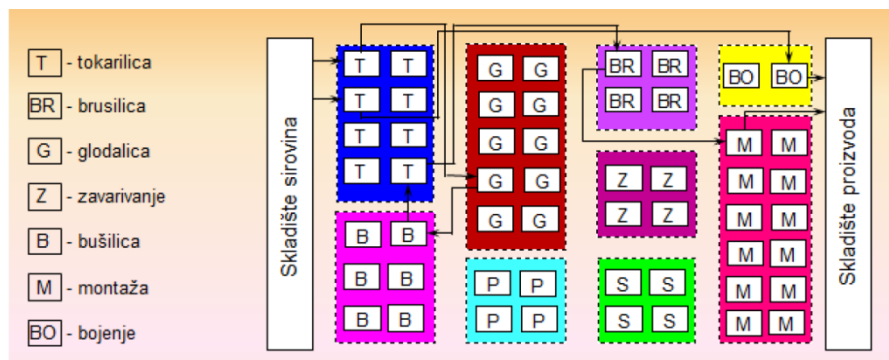 T - tokarilica
BR - brusilica
G - glodalica
Z - zavarivanje
B - bušilica
M - montaža
BO - bojenje
Skladište sirovina
T T
T T
T T
T T
B B
B B
B B
G G
G G
G G
G G
G G
P P
P P
BR BR
BR BR
Z Z
Z Z
S S
S S
BO BO
M M
M M
M M
M M
M M
M M
Skladište proizvoda